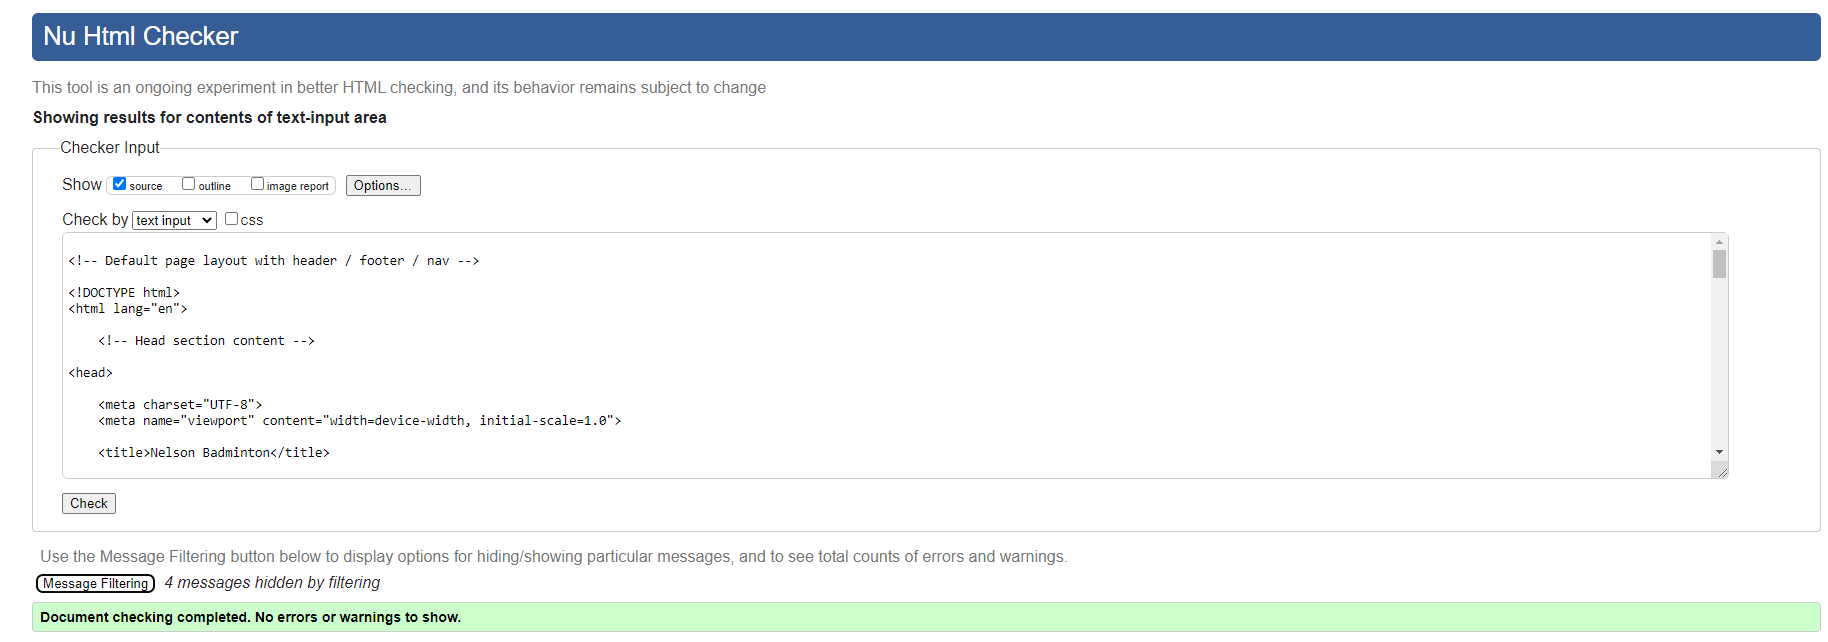 Nu Html Checker
This tool is an ongoing experiment in better HTML checking, and its behavior remains subject to change
Showing results for contents of text-input area
Checker Input
Show source outline image report Options...
Check by text input css
<!-- Default page layout with header / footer / nav -->
<!DOCTYPE html>
<html lang="en">
<!-- Head section content -->
<head>
<meta charset="UTF-8">
<meta name="viewport" content="width=device-width, initial-scale=1.0">
<title>Nelson Badminton</title>
Check
Use the Message Filtering button below to display options for hiding/showing particular messages, and to see total counts of errors and warnings.
Message Filtering 4 messages hidden by filtering
Document checking completed. No errors or warnings to show.